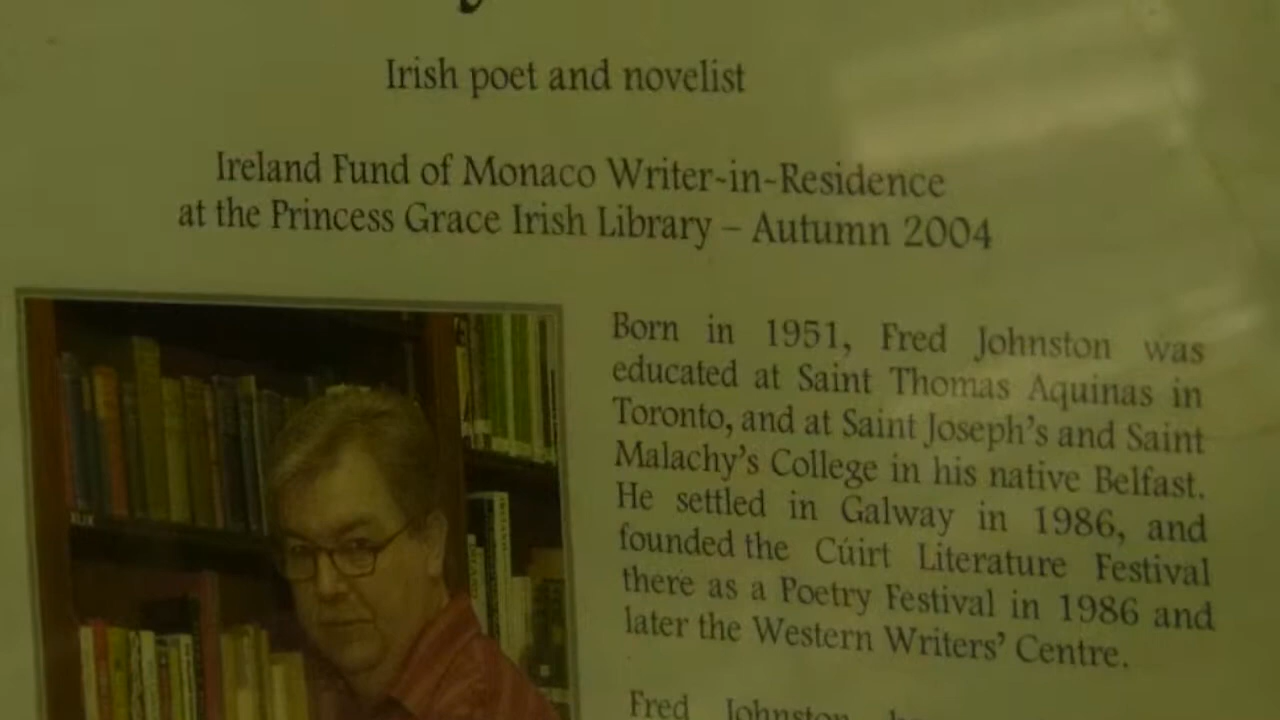 Irish poet and novelist
Ireland Fund of Monaco Writer-in-Residence
at the Princess Grace Irish Library – Autumn 2004
Born in 1951, Fred Johnston was
educated at Saint Thomas Aquinas in
Toronto, and at Saint Joseph's and Saint
Malachy's College in his native Belfast.
He settled in Galway in 1986, and
founded the Cúirt Literature Festival
there as a Poetry Festival in 1986 and
later the Western Writers' Centre.
Fred Johnston